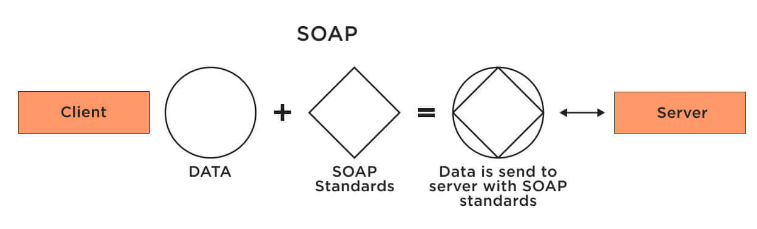 SOAP
Client
+
=
Server
DATA
SOAP
Standards
Data is send to
server with SOAP
standards